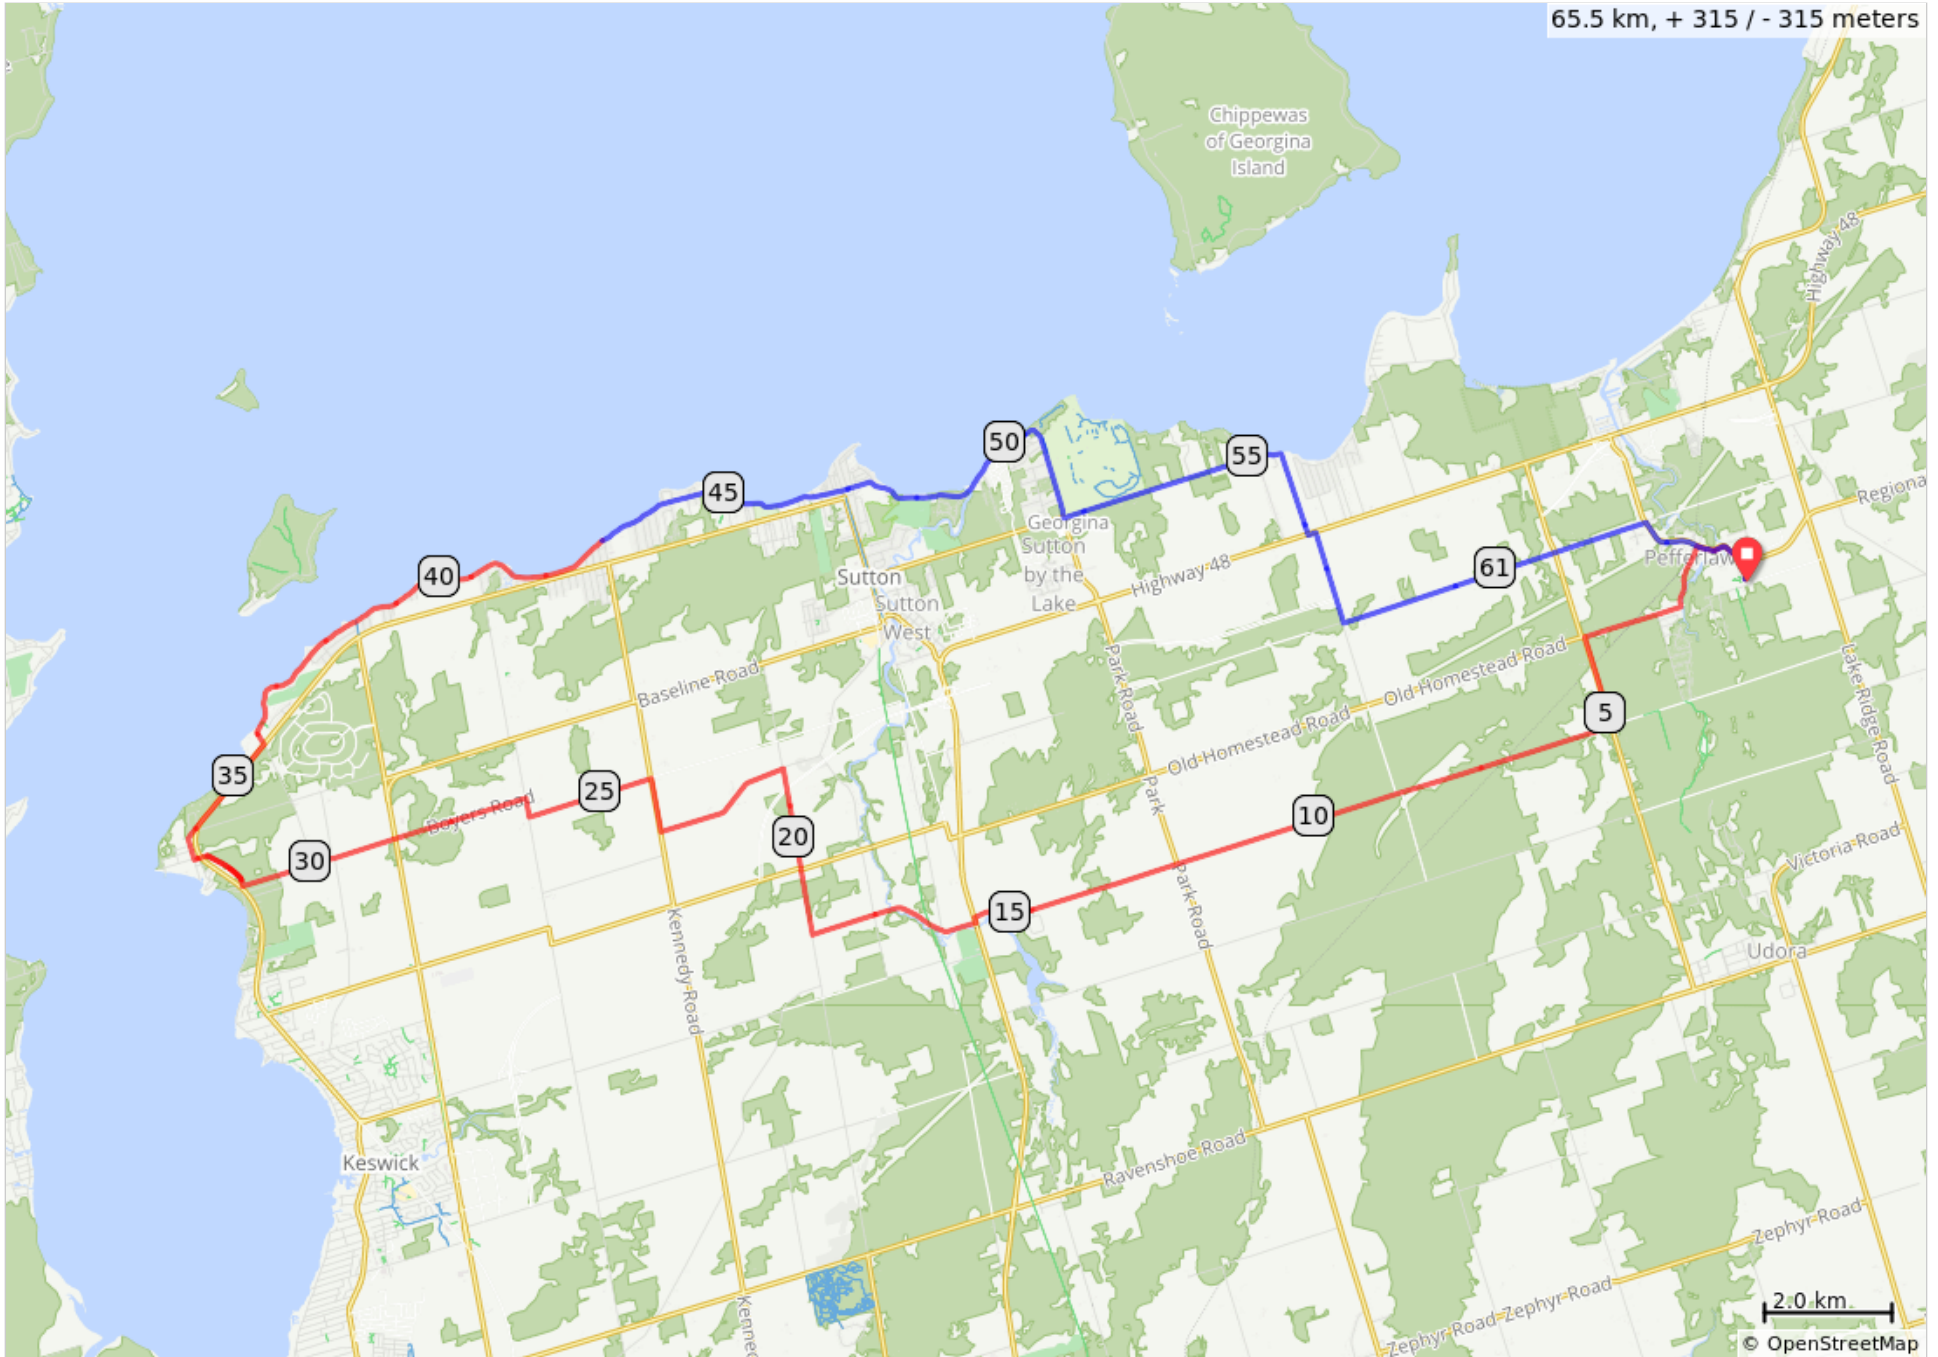 65.5 km, + 315 / - 315 meters
Chippewas
of Georgina
Island
Highway 48
50
55
45
Regiona
Georgina
Sutton
by the
Lake
40
Sutton
Sutton
West
Highway 48
61
Pefferlaw
Baseline Road
Park Road
Old Homestead Road
Old Homestead Road
5
Lake Ridge Road
35
25
Boyers Road
20
Park
10
30
Victoria Road
Park Road
15
Kennedy Road
Udora
Keswick
Ravenshoe Road
Zephyr Road
Zephyr Road
Zephyr Road
Kennec
2.0 km
© OpenStreetMap